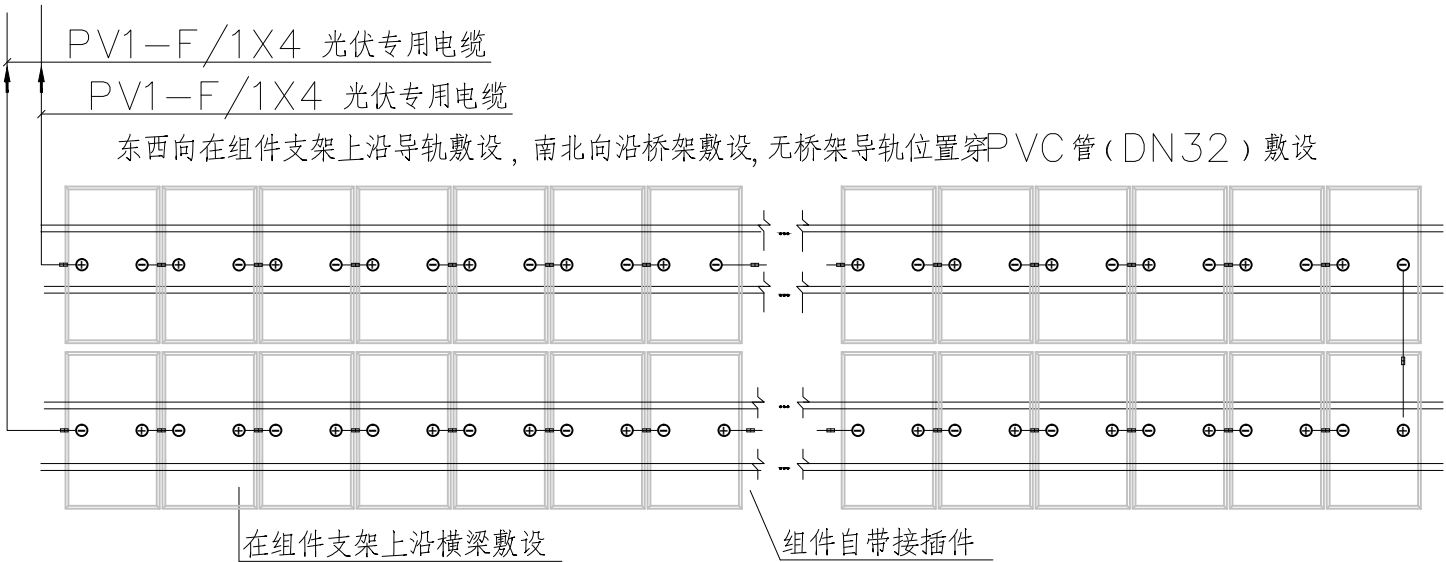 PV1-F/1X4 光伏专用电缆
PV1-F/1X4 光伏专用电缆
东西向在组件支架上沿导轨敷设，南北向沿桥架敷设，无桥架导轨位置穿PVC管(DN32)敷设
在组件支架上沿横梁敷设
组件自带接插件